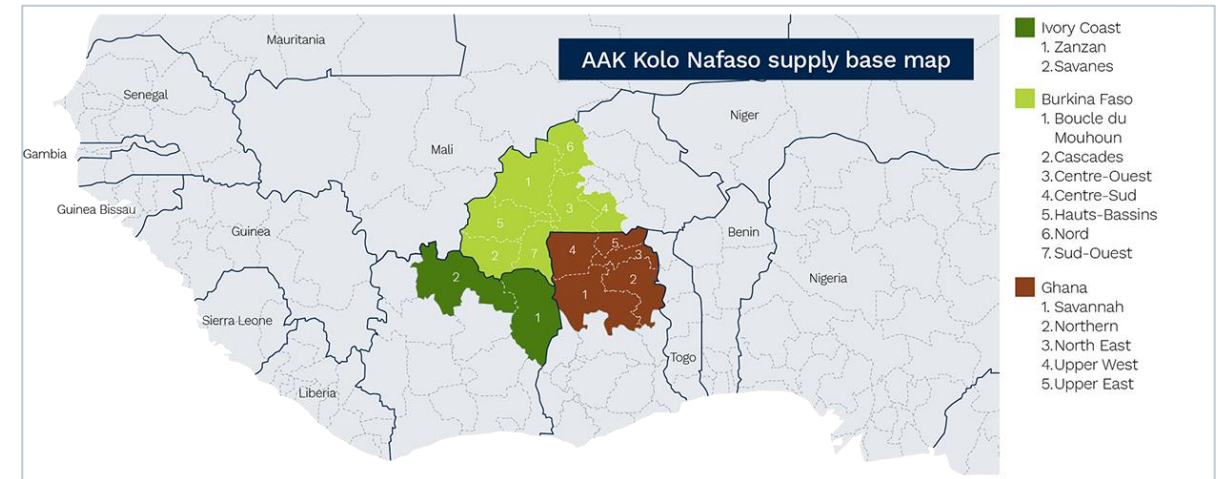 AAK Kolo Nafaso supply base map
Mauritania
Senegal
Gambia
Guinea Bissau
Guinea
Sierra Leone
Liberia
Mali
Niger
Benin
Nigeria
Togo
6
1
3
4
5
2
7
2
1
4
5
3
2
1
Ivory Coast
1. Zanzan
2.Savanes
Burkina Faso
1. Boucle du
Mouhoun
2.Cascades
3.Centre-Ouest
4.Centre-Sud
5.Hauts-Bassins
6.Nord
7. Sud-Ouest
Ghana
1. Savannah
2.Northern
3.North East
4.Upper West
5.Upper East